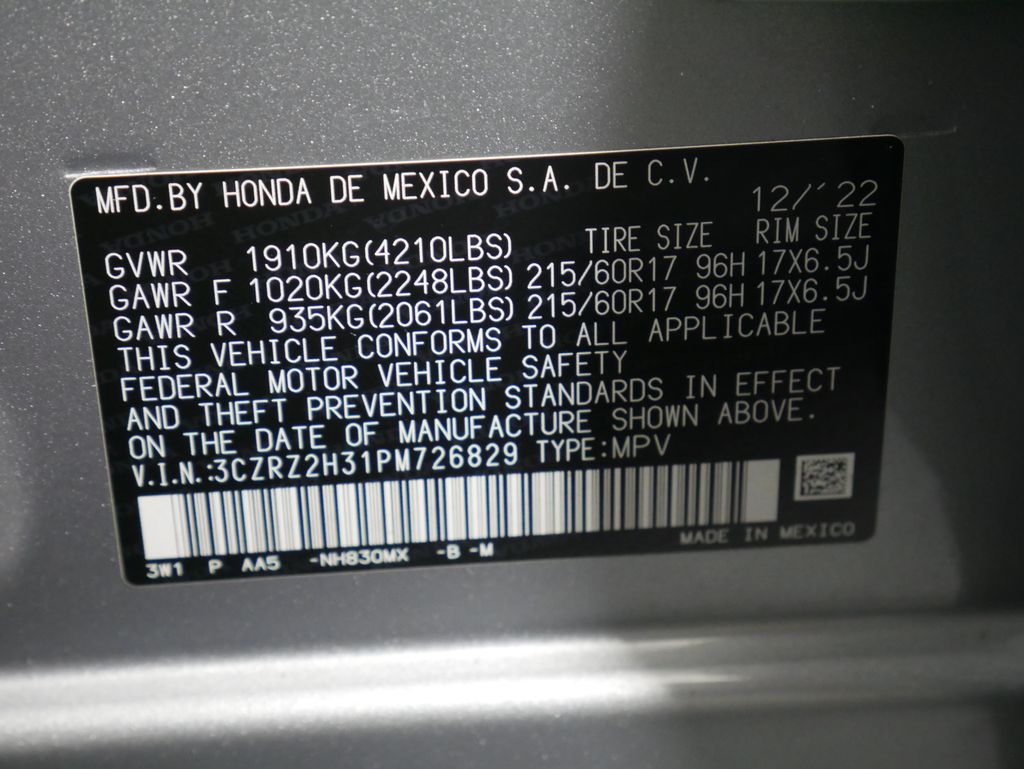 MFD.BY HONDA DE MEXICO S.A. DE C.V.
12/´22
TIRE SIZE RIM SIZE
GVWR 1910KG(4210LBS)
GAWR F 1020KG(2248LBS) 215/60R17 96H 17X6.5J
GAWR R 935KG(2061LBS) 215/60R17 96H 17X6.5J
THIS VEHICLE CONFORMS TO ALL APPLICABLE
FEDERAL MOTOR VEHICLE SAFETY
AND THEFT PREVENTION STANDARDS IN EFFECT
ON THE DATE OF MANUFACTURE SHOWN ABOVE.
V.I.N.:3CZRZ2H31PM726829 TYPE:MPV
MADE IN MEXICO
3W1 P AA5 -NH830MX -B -M